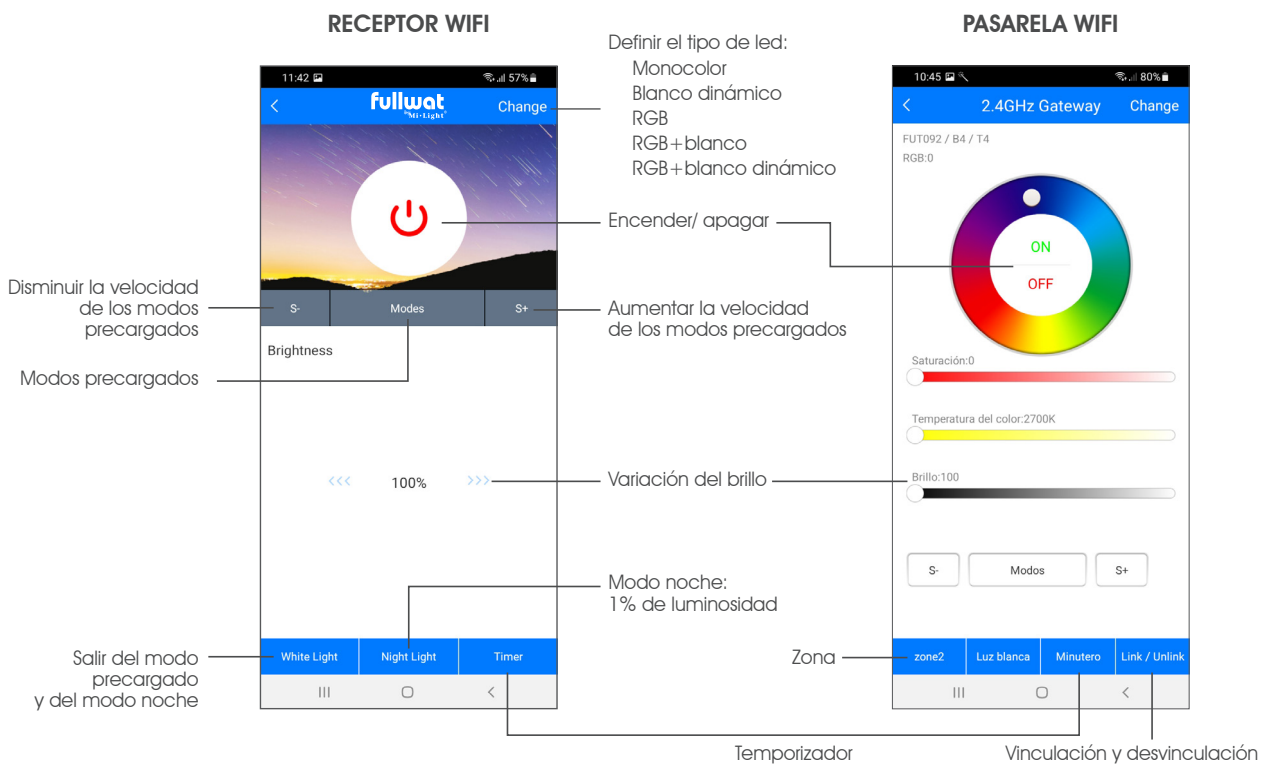 RECEPTOR WIFI
PASARELA WIFI
Definir el tipo de led:
Monocolor
Blanco dinámico
RGB
RGB+blanco
RGB+blanco dinámico
Encender/ apagar
Aumentar la velocidad
de los modos precargados
Variación del brillo
Modo noche:
1% de luminosidad
Zona
Temporizador
Vinculación y desvinculación
Disminuir la velocidad
de los modos
precargados
Modos precargados
Salir del modo
precargado
y del modo noche
11:42
57%
fullwat
by Mi·Light
Change
S-
Modes
S+
Brightness
<<<
100%
>>>
White Light
Night Light
Timer
10:45
80%
2.4GHz Gateway
Change
FUT092 / B4 / T4
RGB:0
ON
OFF
Saturación:0
Temperatura del color:2700K
Brillo:100
S-
Modos
S+
zone2
Luz blanca
Minutero
Link / Unlink